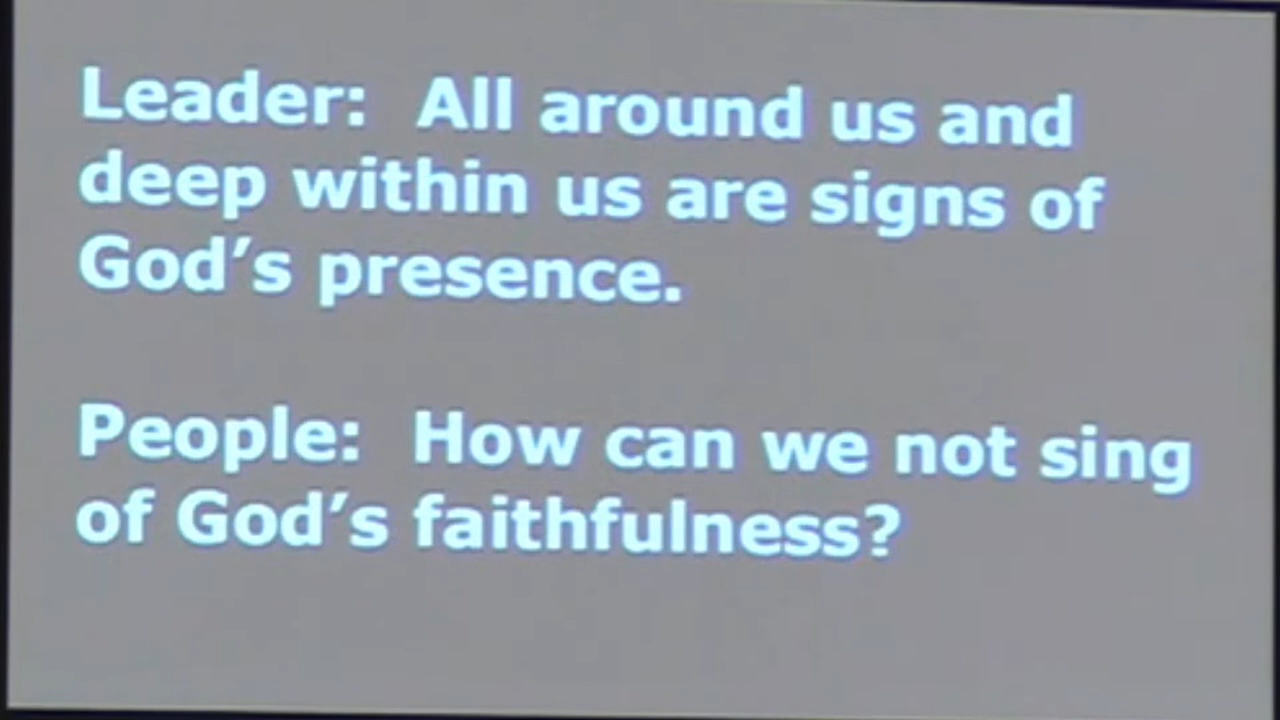 Leader: All around us and
deep within us are signs of
God's presence.
People: How can we not sing
of God's faithfulness?